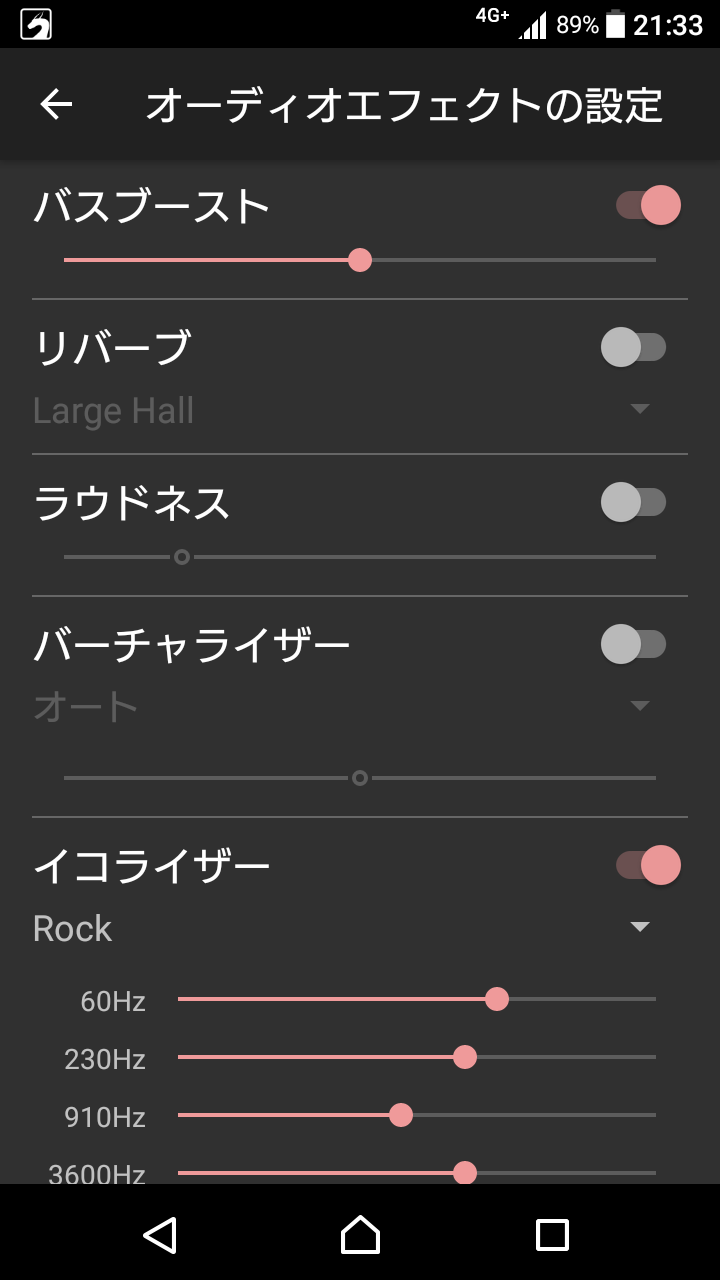 4G+ 89% 21:33
オーディオエフェクトの設定
バスブースト
リバーブ
Large Hall
ラウドネス
バーチャライザー
オート
イコライザー
Rock
60Hz
230Hz
910Hz
3600Hz